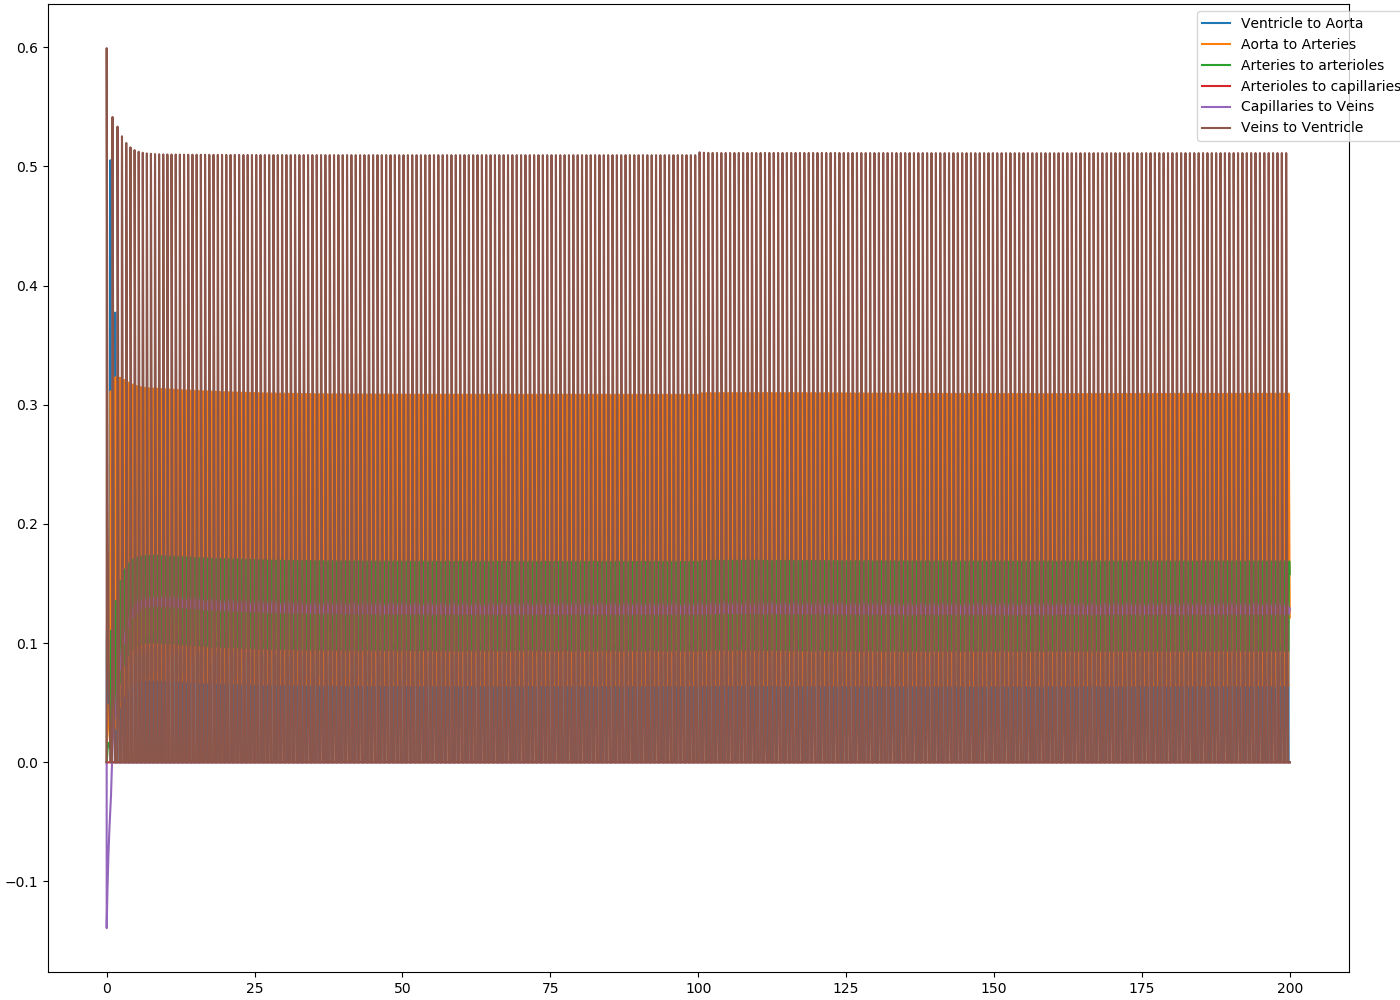 Ventricle to Aorta
Aorta to Arteries
Arteries to arterioles
Arterioles to capillaries
Capillaries to Veins
Veins to Ventricle
0.6
0.5
0.4
0.3
0.2
0.1
0.0
−0.1
0 25 50 75 100 125 150 175 200